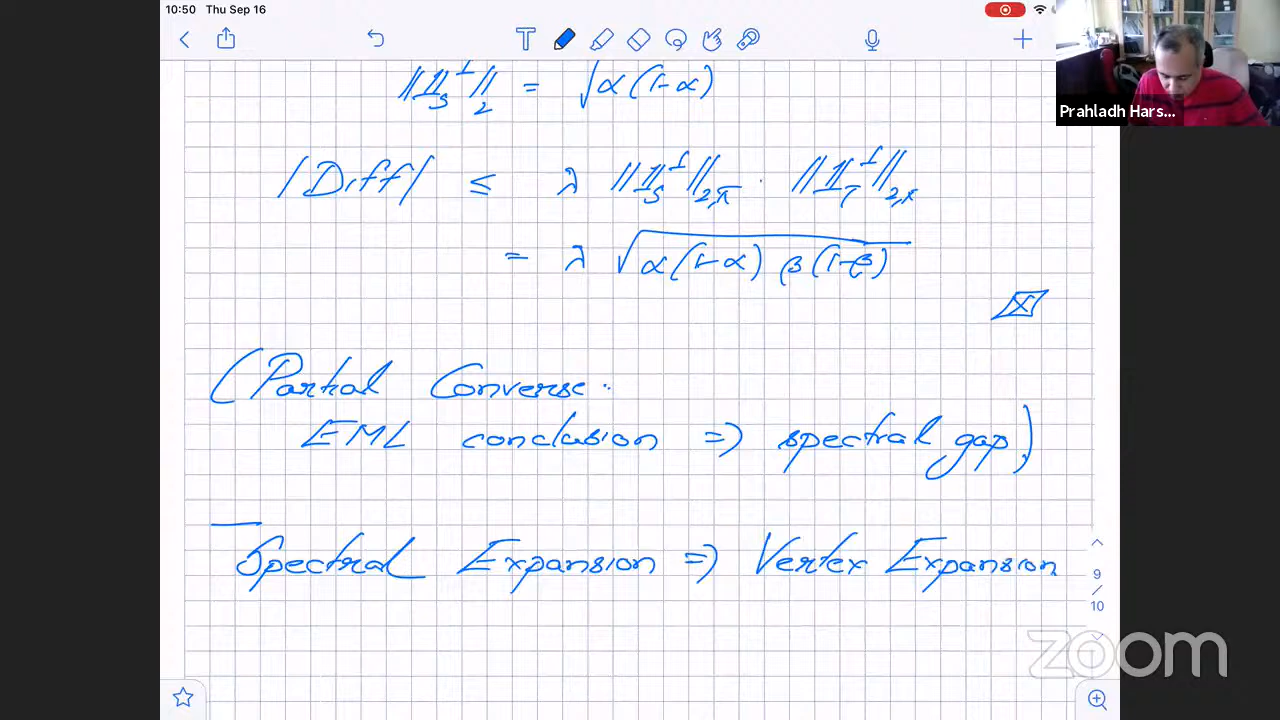 10:50 Thu Sep 16
Prahladh Hars...
‖𝟙_S^⊥‖_2 = √α(1-α)
|Diff| ≤ λ ‖𝟙_S^⊥‖_{2,π} · ‖𝟙_T^⊥‖_{2,π}
= λ √α(1-α) β(1-β)
(Partial Converse:
EML conclusion => spectral gap)
Spectral Expansion => Vertex Expansion
9
/
10
zoom